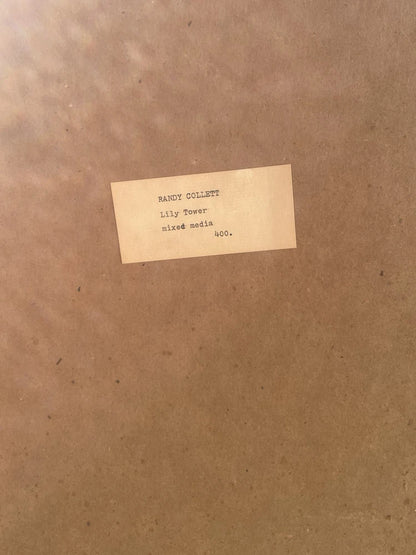 RANDY COLLETT
Lily Tower
mixed media
400.